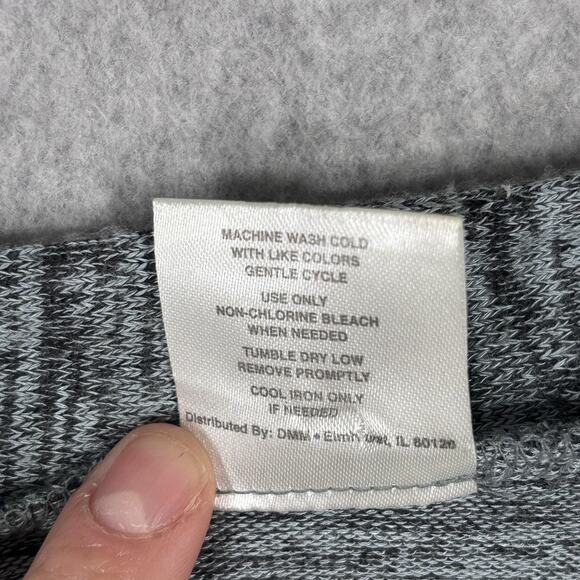 MACHINE WASH COLD
WITH LIKE COLORS
GENTLE CYCLE
USE ONLY
NON-CHLORINE BLEACH
WHEN NEEDED
TUMBLE DRY LOW
REMOVE PROMPTLY
COOL IRON ONLY
IF NEEDED
Distributed By: DMM • IL 60126